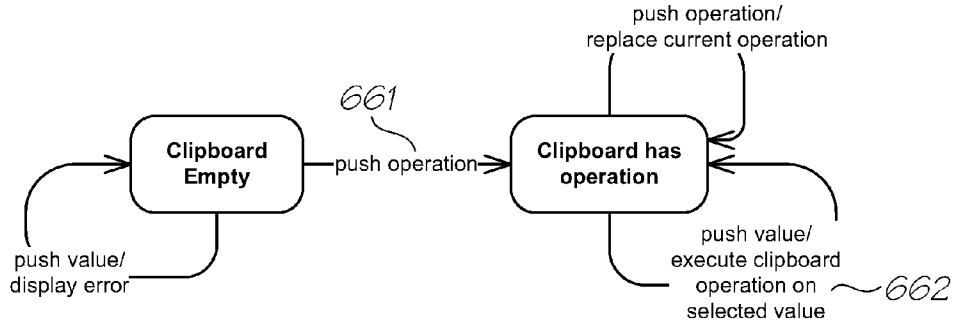 push operation/
replace current operation
661
Clipboard
Empty
push operation
Clipboard has
operation
push value/
display error
push value/
execute clipboard
operation on
selected value
662